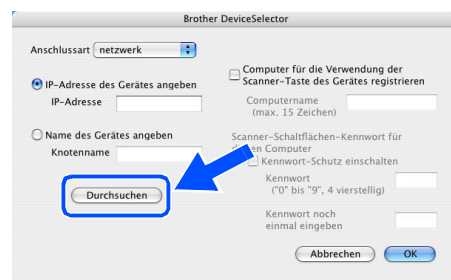 Brother DeviceSelector
Anschlussart netzwerk
IP-Adresse des Gerätes angeben
IP-Adresse
Name des Gerätes angeben
Knotenname
Durchsuchen
Computer für die Verwendung der
Scanner-Taste des Gerätes registrieren
Computername
(max. 15 Zeichen)
Scanner-Schaltflächen-Kennwort für
Computer
Kennwort-Schutz einschalten
Kennwort
("0" bis "9", 4 vierstellig)
Kennwort noch
einmal eingeben
Abbrechen
OK